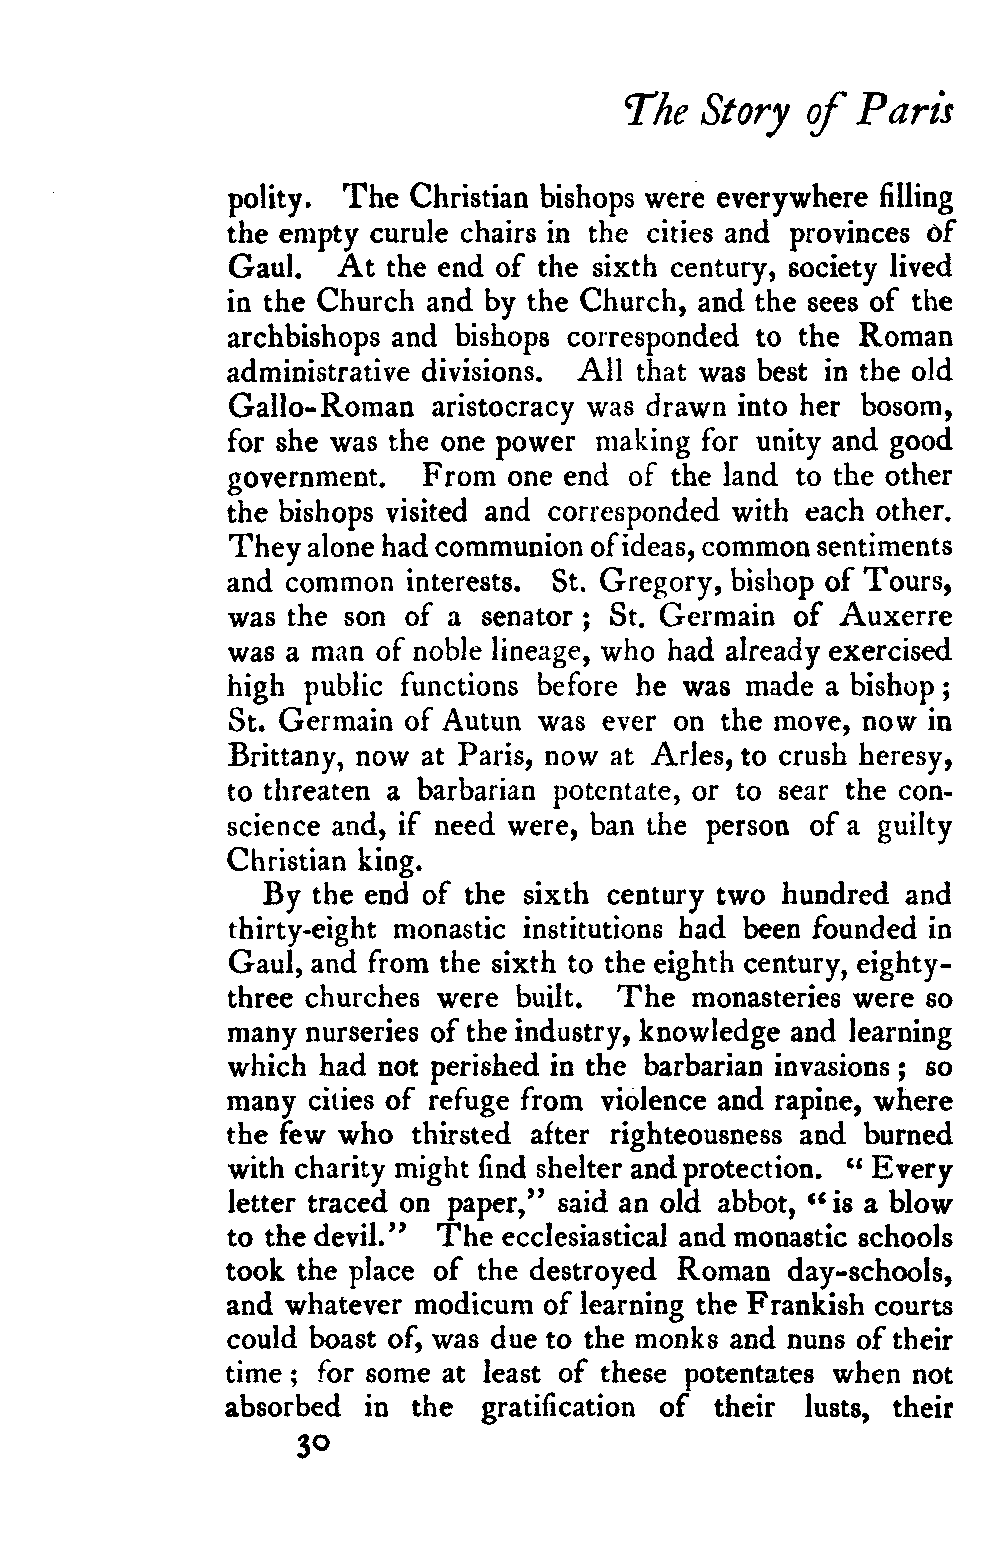 The Story of Paris
polity. The Christian bishops were everywhere filling
the empty curule chairs in the cities and provinces of
Gaul. At the end of the sixth century, society lived
in the Church and by the Church, and the sees of the
archbishops and bishops corresponded to the Roman
administrative divisions. All that was best in the old
Gallo-Roman aristocracy was drawn into her bosom,
for she was the one power making for unity and good
government. From one end of the land to the other
the bishops visited and corresponded with each other.
They alone had communion of ideas, common sentiments
and common interests. St. Gregory, bishop of Tours,
was the son of a senator ; St. Germain of Auxerre
was a man of noble lineage, who had already exercised
high public functions before he was made a bishop ;
St. Germain of Autun was ever on the move, now in
Brittany, now at Paris, now at Arles, to crush heresy,
to threaten a barbarian potentate, or to sear the con-
science and, if need were, ban the person of a guilty
Christian king.
By the end of the sixth century two hundred and
thirty-eight monastic institutions had been founded in
Gaul, and from the sixth to the eighth century, eighty-
three churches were built. The monasteries were so
many nurseries of the industry, knowledge and learning
which had not perished in the barbarian invasions ; so
many cities of refuge from violence and rapine, where
the few who thirsted after righteousness and burned
with charity might find shelter and protection. “ Every
letter traced on paper,” said an old abbot, “ is a blow
to the devil.” The ecclesiastical and monastic schools
took the place of the destroyed Roman day-schools,
and whatever modicum of learning the Frankish courts
could boast of, was due to the monks and nuns of their
time ; for some at least of these potentates when not
absorbed in the gratification of their lusts, their
30